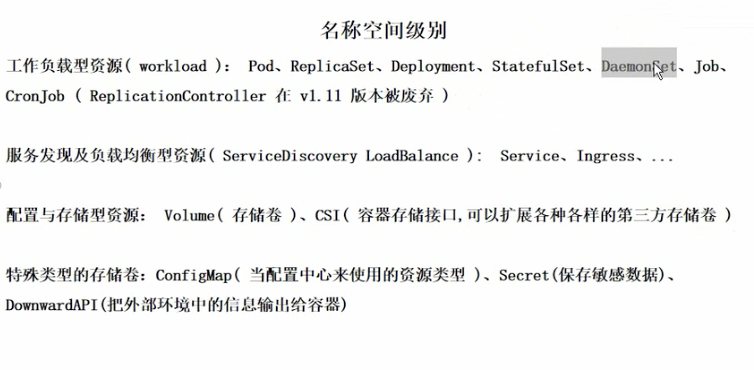 名称空间级别
工作负载型资源( workload ): Pod、ReplicaSet、Deployment、StatefulSet、DaemonSet、Job、
CronJob ( ReplicationController 在 v1.11 版本被废弃 )
服务发现及负载均衡型资源( ServiceDiscovery LoadBalance ): Service、Ingress、...
配置与存储型资源: Volume( 存储卷 )、CSI( 容器存储接口,可以扩展各种各样的第三方存储卷 )
特殊类型的存储卷:ConfigMap( 当配置中心来使用的资源类型 )、Secret(保存敏感数据)、
DownwardAPI(把外部环境中的信息输出给容器)